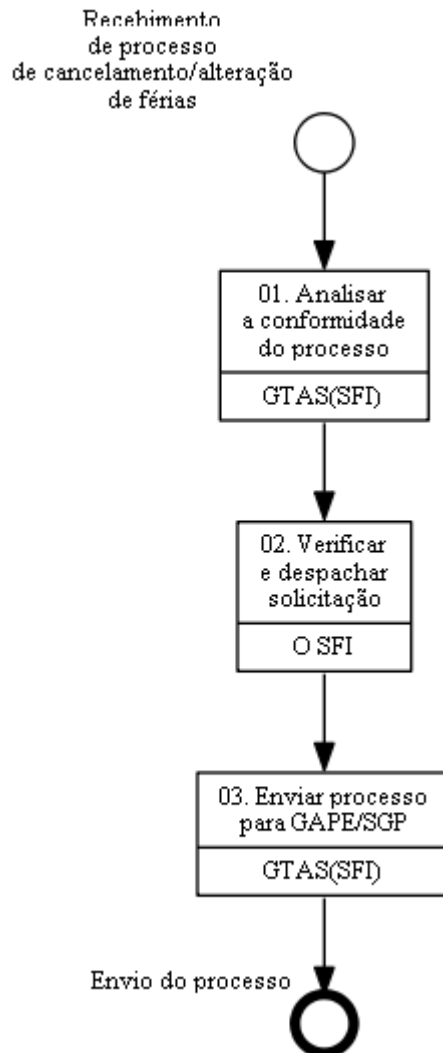 Recebimento
de processo
de cancelamento/alteração
de férias
01. Analisar
a conformidade
do processo
GTAS(SFI)
02. Verificar
e despachar
solicitação
O SFI
03. Enviar processo
para GAPE/SGP
GTAS(SFI)
Envio do processo